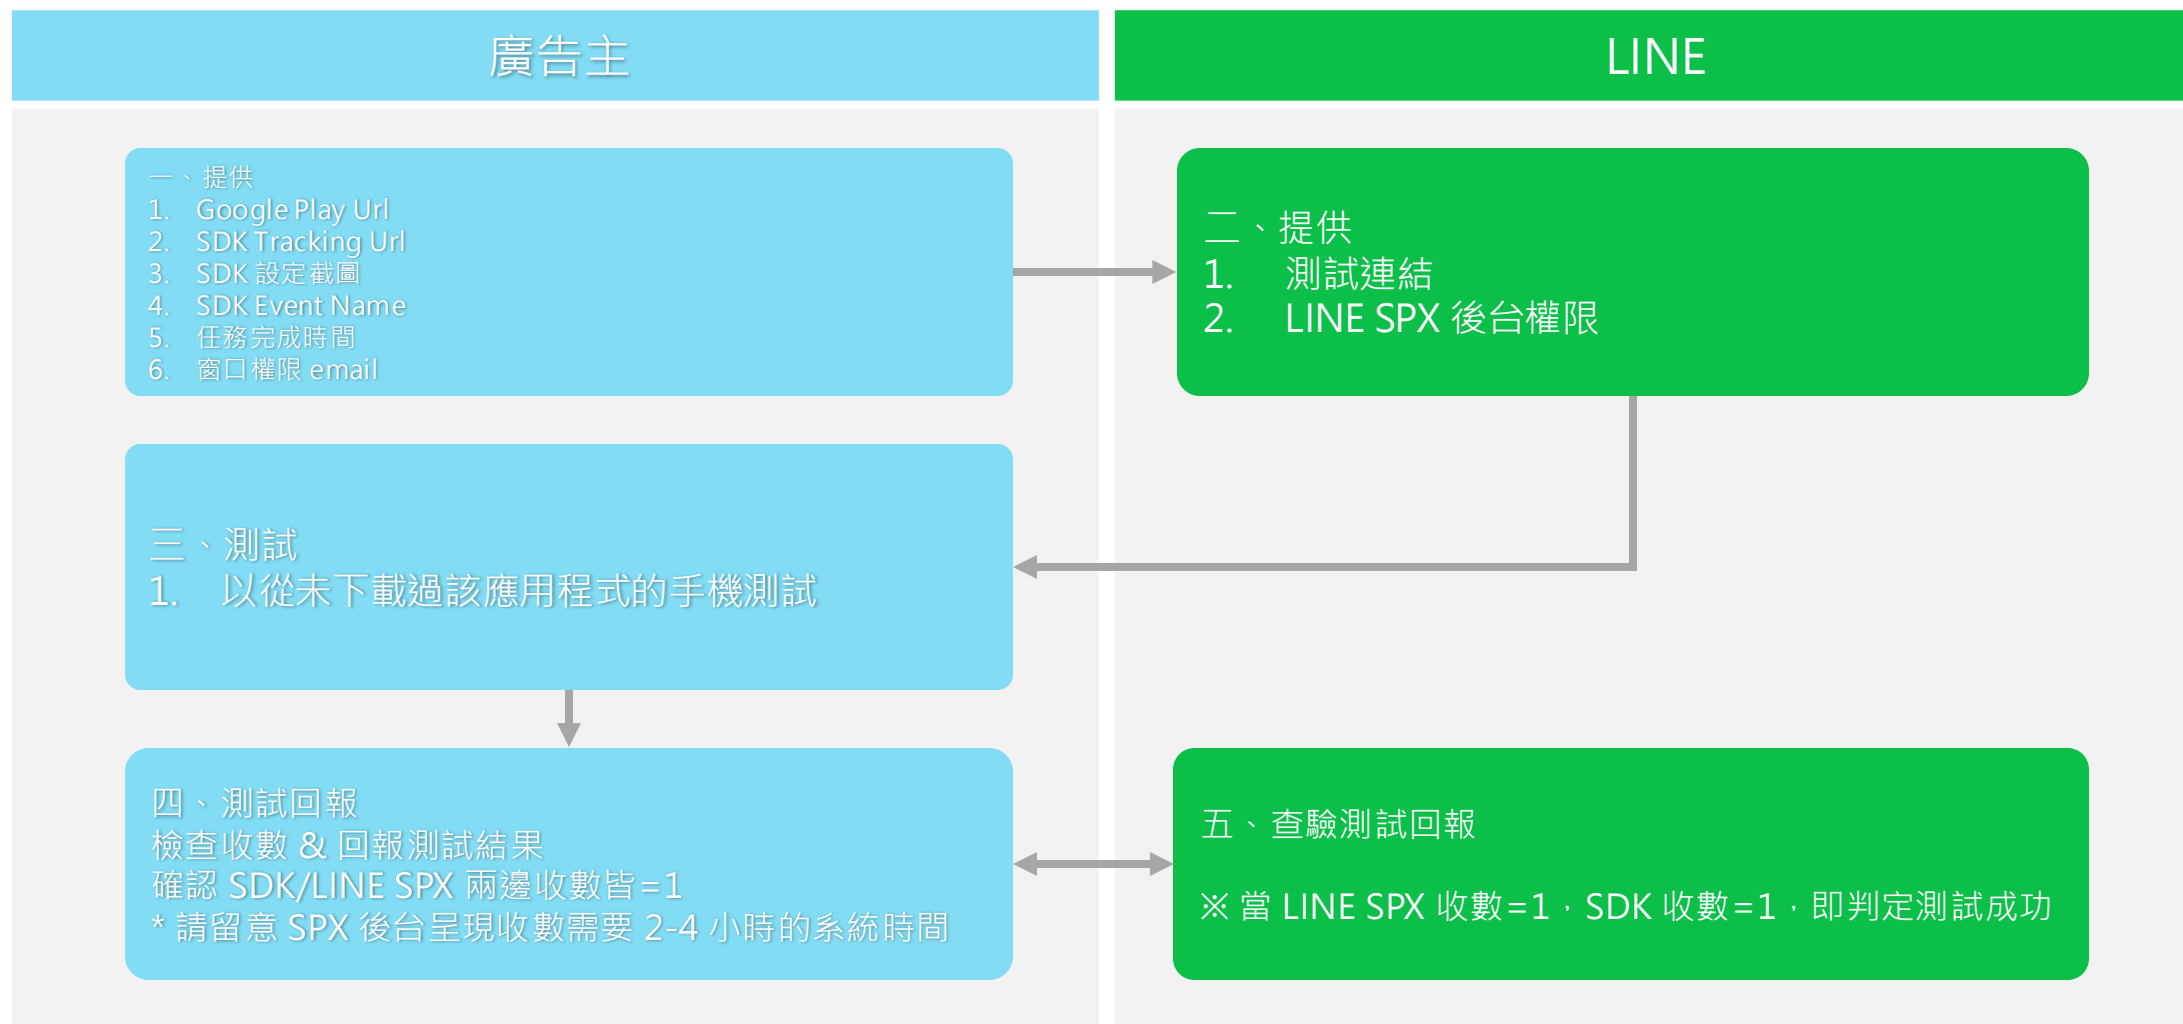 廣告主
LINE
一、提供
1. Google Play Url
2. SDK Tracking Url
3. SDK 設定截圖
4. SDK Event Name
5. 任務完成時間
6. 窗口權限 email
二、提供
1. 測試連結
2. LINE SPX 後台權限
三、測試
1. 以從未下載過該應用程式的手機測試
四、測試回報
檢查收數 & 回報測試結果
確認 SDK/LINE SPX 兩邊收數皆=1
* 請留意 SPX 後台呈現收數需要 2-4 小時的系統時間
五、查驗測試回報
※ 當 LINE SPX 收數=1，SDK 收數=1，即判定測試成功